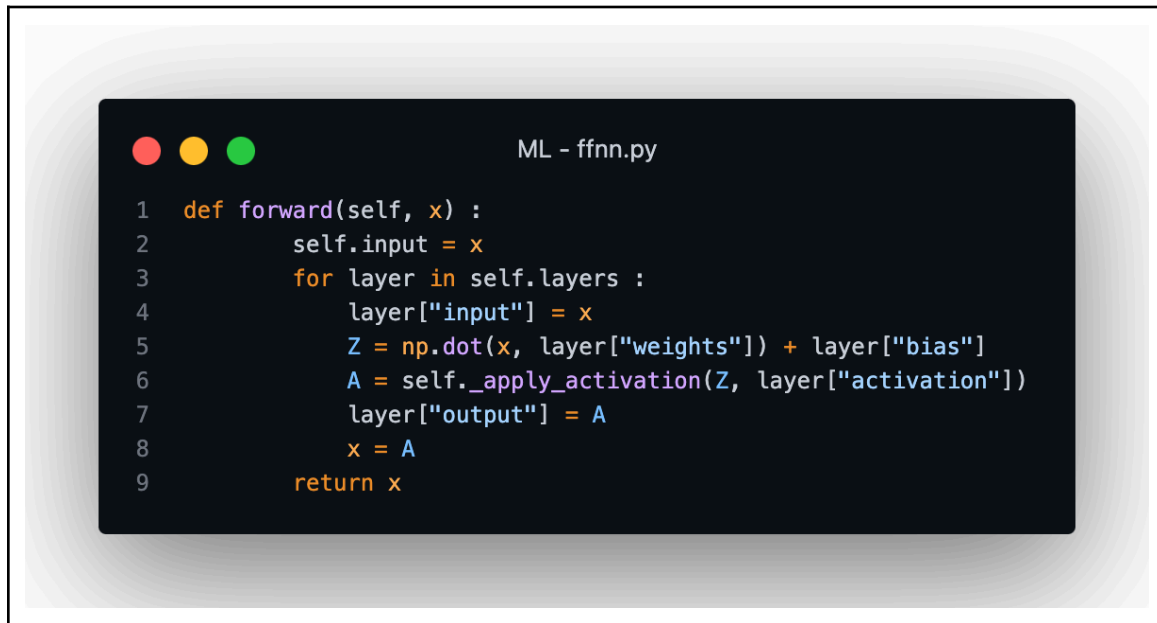 ML - ffnn.py
1 def forward(self, x) :
2         self.input = x
3         for layer in self.layers :
4             layer["input"] = x
5             Z = np.dot(x, layer["weights"]) + layer["bias"]
6             A = self._apply_activation(Z, layer["activation"])
7             layer["output"] = A
8             x = A
9         return x